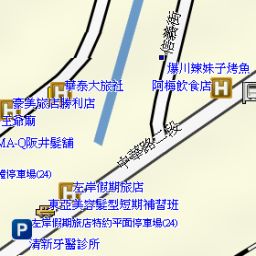 信義街
爆川辣妹子烤魚
阿梅飲食店
華泰大旅社
豪美旅店勝利店
王爺廟
MA-Q阪井髮舖
中華路一段
停車場(24)
左岸假期旅店
東亞美容髮型短期補習班
左岸假期旅店特約平面停車場(24)
清新牙醫診所